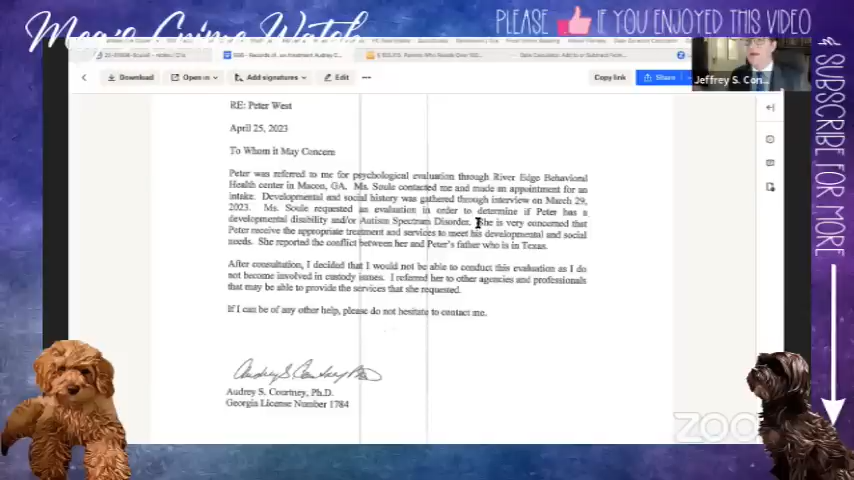 Meg's Crime Watch
PLEASE IF YOU ENJOYED THIS VIDEO
& SUBSCRIBE FOR MORE
Jeffrey S. Con...
Download
Open in
Add signatures
Edit
Copy link
Share
RE: Peter West
April 25, 2023
To Whom it May Concern
Peter was referred to me for psychological evaluation through River Edge Behavioral
Health center in Macon, GA. Ms. Soule contacted me and made an appointment for an
intake. Developmental and social history was gathered through interview on March 29,
2023. Ms. Soule requested an evaluation in order to determine if Peter has a
developmental disability and/or Autism Spectrum Disorder. She is very concerned that
Peter receive the appropriate treatment and services to meet his developmental and social
needs. She reported the conflict between her and Peter's father who is in Texas.
After consultation, I decided that I would not be able to conduct this evaluation as I do
not become involved in custody issues. I referred her to other agencies and professionals
that may be able to provide the services that she requested.
If I can be of any other help, please do not hesitate to contact me.
Audrey S. Courtney, Ph.D.
Georgia License Number 1784
zoom